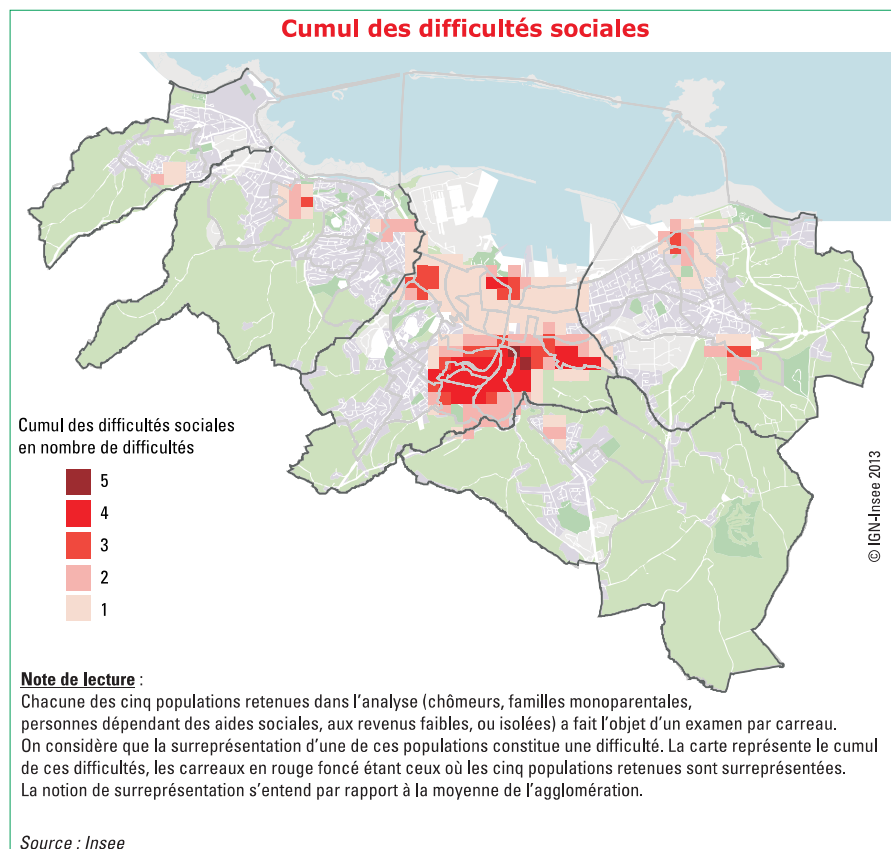 Cumul des difficultés sociales
Cumul des difficultés sociales
en nombre de difficultés
5
4
3
2
1
© IGN-Insee 2013
Note de lecture :
Chacune des cinq populations retenues dans l'analyse (chômeurs, familles monoparentales,
personnes dépendant des aides sociales, aux revenus faibles, ou isolées) a fait l'objet d'un examen par carreau.
On considère que la surreprésentation d'une de ces populations constitue une difficulté. La carte représente le cumul
de ces difficultés, les carreaux en rouge foncé étant ceux où les cinq populations retenues sont surreprésentées.
La notion de surreprésentation s'entend par rapport à la moyenne de l'agglomération.
Source : Insee